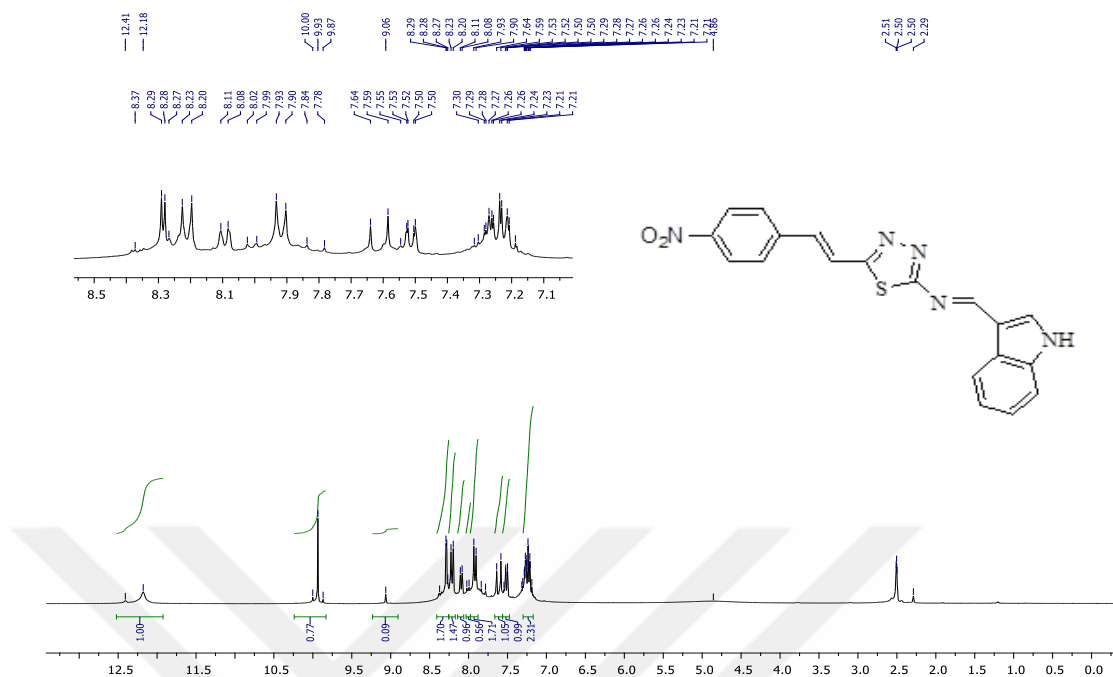 12.41 12.18 10.00 9.93 9.87 9.06 8.29 8.28 8.27 8.23 8.20 8.11 8.08 7.93 7.90 7.64 7.59 7.53 7.52 7.50 7.50 7.29 7.28 7.27 7.26 7.26 7.24 7.23 7.21 7.21 4.86 2.51 2.50 2.50 2.29
8.37 8.29 8.28 8.27 8.23 8.20 8.11 8.08 8.02 7.99 7.93 7.90 7.84 7.78 7.64 7.59 7.55 7.53 7.52 7.50 7.50 7.30 7.29 7.28 7.27 7.26 7.26 7.24 7.23 7.21 7.21
8.5 8.3 8.1 7.9 7.8 7.7 7.6 7.5 7.4 7.3 7.2 7.1
O₂N
N N
S
N
NH
1.00 0.77 0.09 1.70 1.47 0.96 0.56 1.71 1.05 0.99 2.31
12.5 12.0 11.5 11.0 10.5 10.0 9.5 9.0 8.5 8.0 7.5 7.0 6.5 6.0 5.5 5.0 4.5 4.0 3.5 3.0 2.5 2.0 1.5 1.0 0.5 0.0